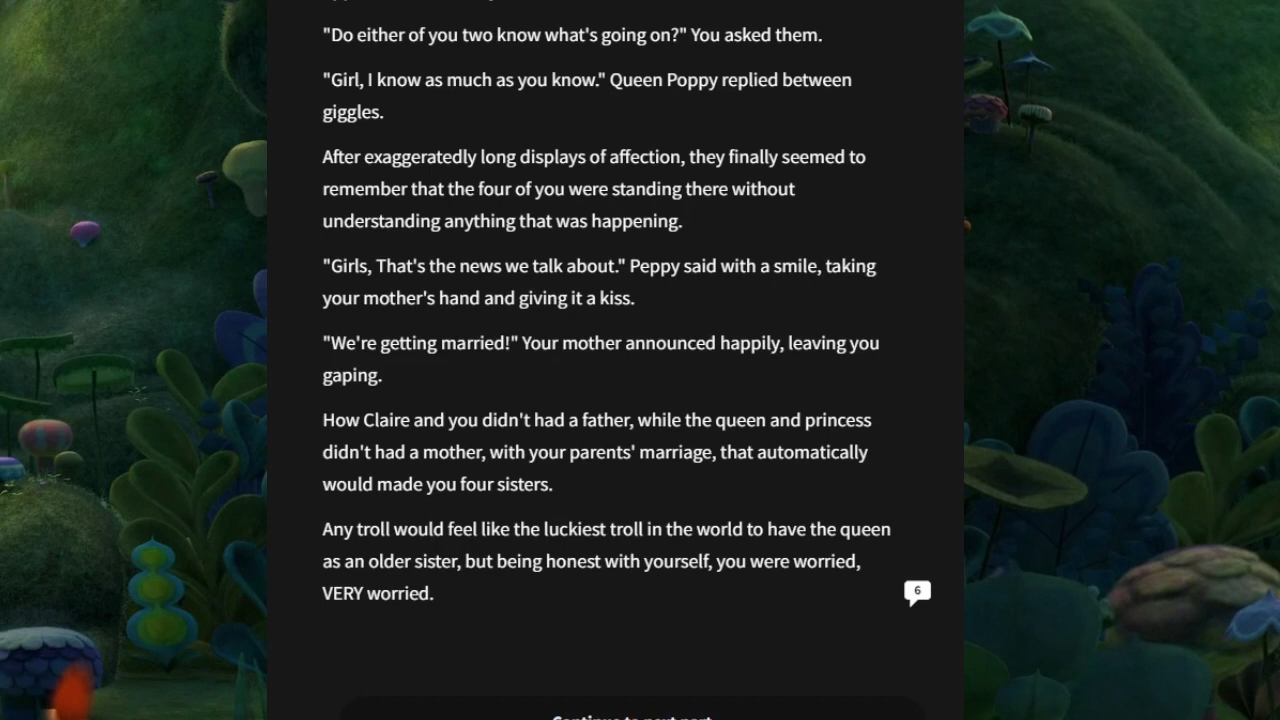 "Do either of you two know what's going on?" You asked them.
"Girl, I know as much as you know." Queen Poppy replied between
giggles.
After exaggeratedly long displays of affection, they finally seemed to
remember that the four of you were standing there without
understanding anything that was happening.
"Girls, That's the news we talk about." Peppy said with a smile, taking
your mother's hand and giving it a kiss.
"We're getting married!" Your mother announced happily, leaving you
gaping.
How Claire and you didn't had a father, while the queen and princess
didn't had a mother, with your parents' marriage, that automatically
would made you four sisters.
Any troll would feel like the luckiest troll in the world to have the queen
as an older sister, but being honest with yourself, you were worried,
VERY worried.
6
Continue to next part